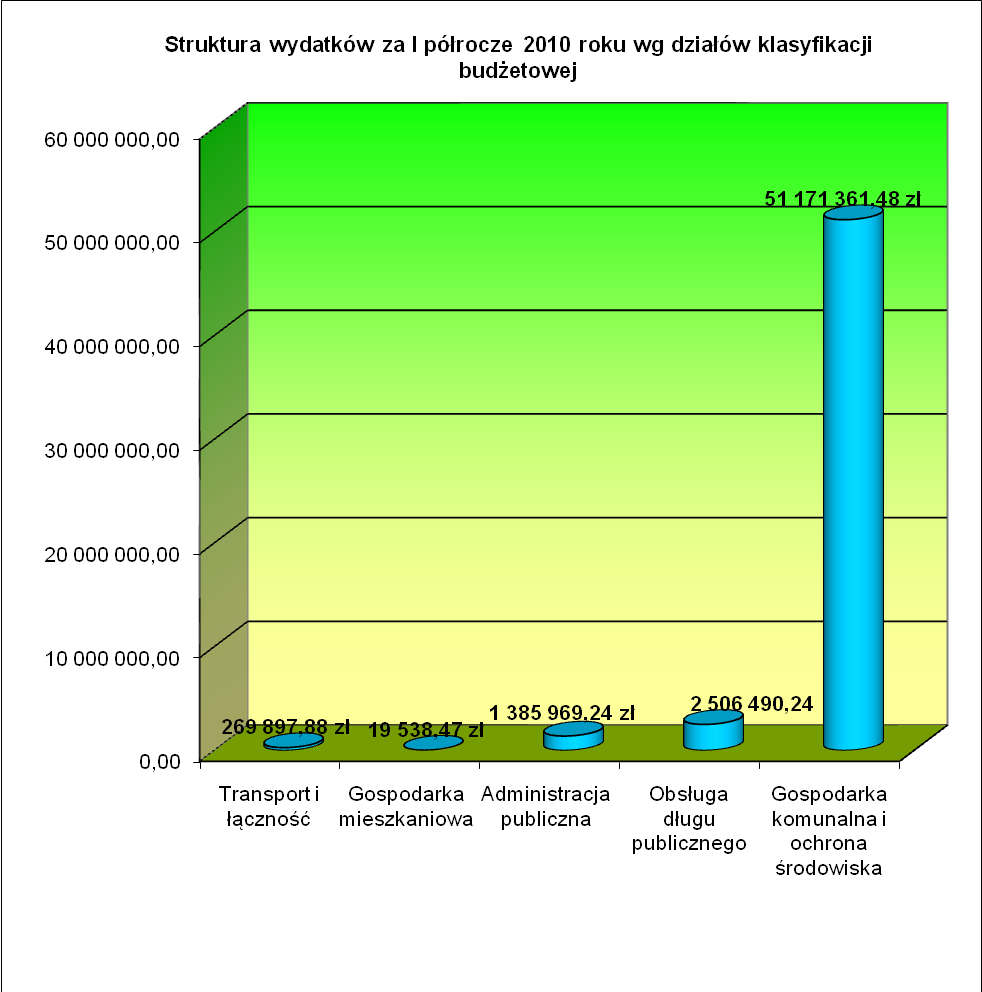 Struktura wydatków za I półrocze 2010 roku wg działów klasyfikacji
budżetowej
60 000 000,00
50 000 000,00
40 000 000,00
30 000 000,00
20 000 000,00
10 000 000,00
0,00
51 171 361,48 zł
269 897,88 zł
19 538,47 zł
1 385 969,24 zł
2 506 490,24
Transport i
łączność
Gospodarka
mieszkaniowa
Administracja
publiczna
Obsługa
długu
publicznego
Gospodarka
komunalna i
ochrona
środowiska